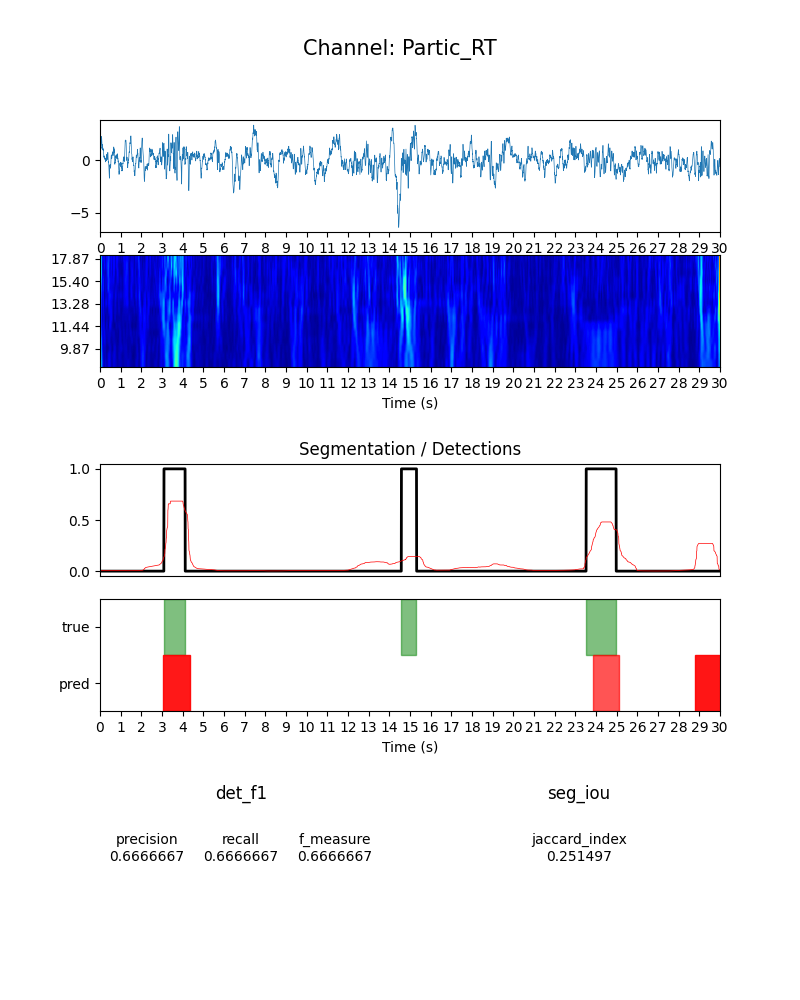 Channel: Partic_RT
0
−5
0 1 2 3 4 5 6 7 8 9 10 11 12 13 14 15 16 17 18 19 20 21 22 23 24 25 26 27 28 29 30
17.87
15.40
13.28
11.44
9.87
0 1 2 3 4 5 6 7 8 9 10 11 12 13 14 15 16 17 18 19 20 21 22 23 24 25 26 27 28 29 30
Time (s)
Segmentation / Detections
1.0
0.5
0.0
true
pred
0 1 2 3 4 5 6 7 8 9 10 11 12 13 14 15 16 17 18 19 20 21 22 23 24 25 26 27 28 29 30
Time (s)
det_f1 seg_iou
precision recall f_measure jaccard_index
0.6666667 0.6666667 0.6666667 0.251497